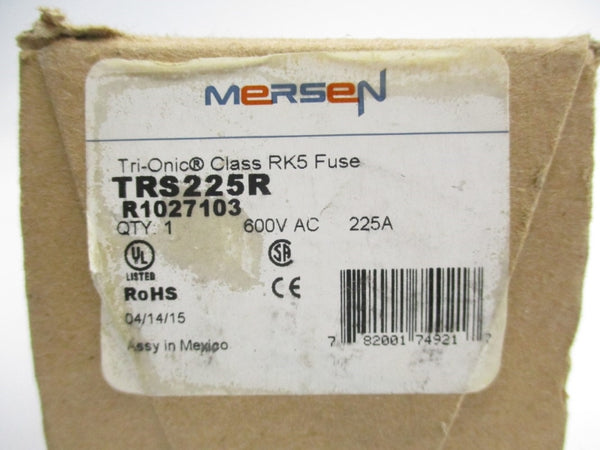 MERSEN
Tri-Onic® Class RK5 Fuse
TRS225R
R1027103
QTY: 1 600V AC 225A
UL
LISTED
SA
RoHS
CE
04/14/15
Assy in Mexico
7 82001 74921 7